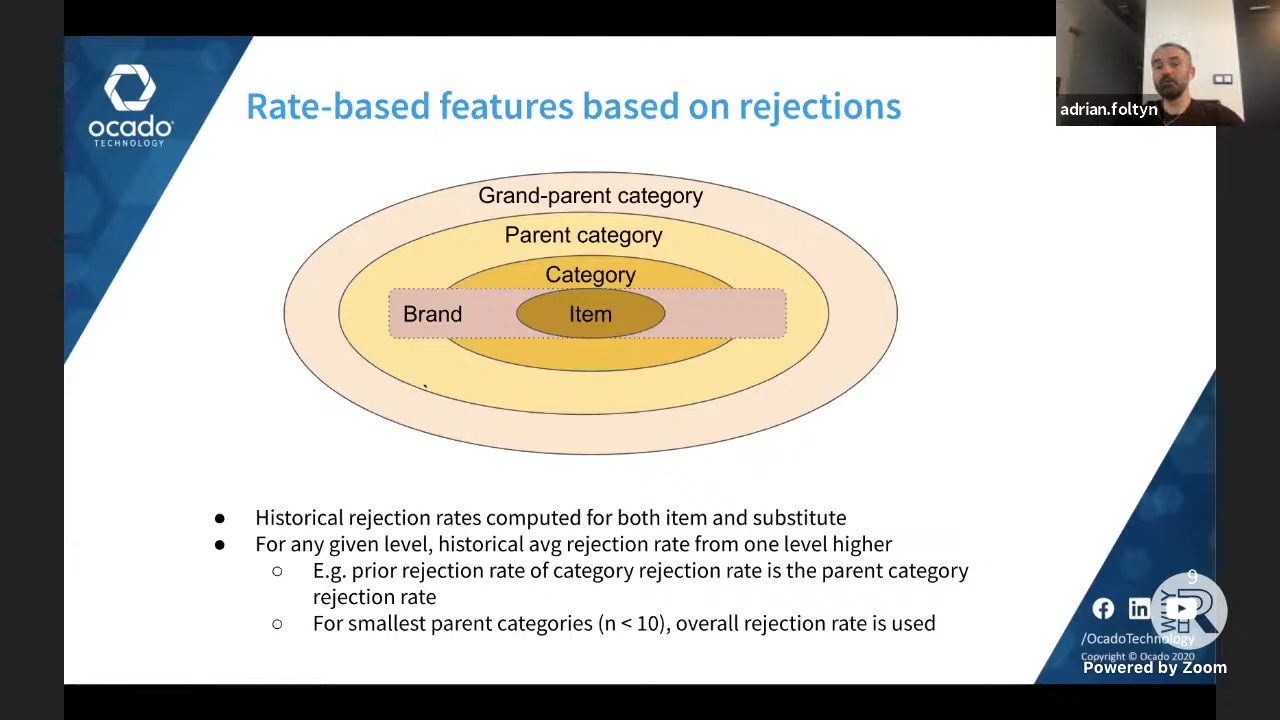 adrian.foltyn
ocado
TECHNOLOGY
Rate-based features based on rejections
Grand-parent category
Parent category
Category
Brand
Item
● Historical rejection rates computed for both item and substitute
● For any given level, historical avg rejection rate from one level higher
○ E.g. prior rejection rate of category rejection rate is the parent category
rejection rate
○ For smallest parent categories (n < 10), overall rejection rate is used
9
WHY
R
/OcadoTechnology
Copyright © Ocado 2020
Powered by Zoom